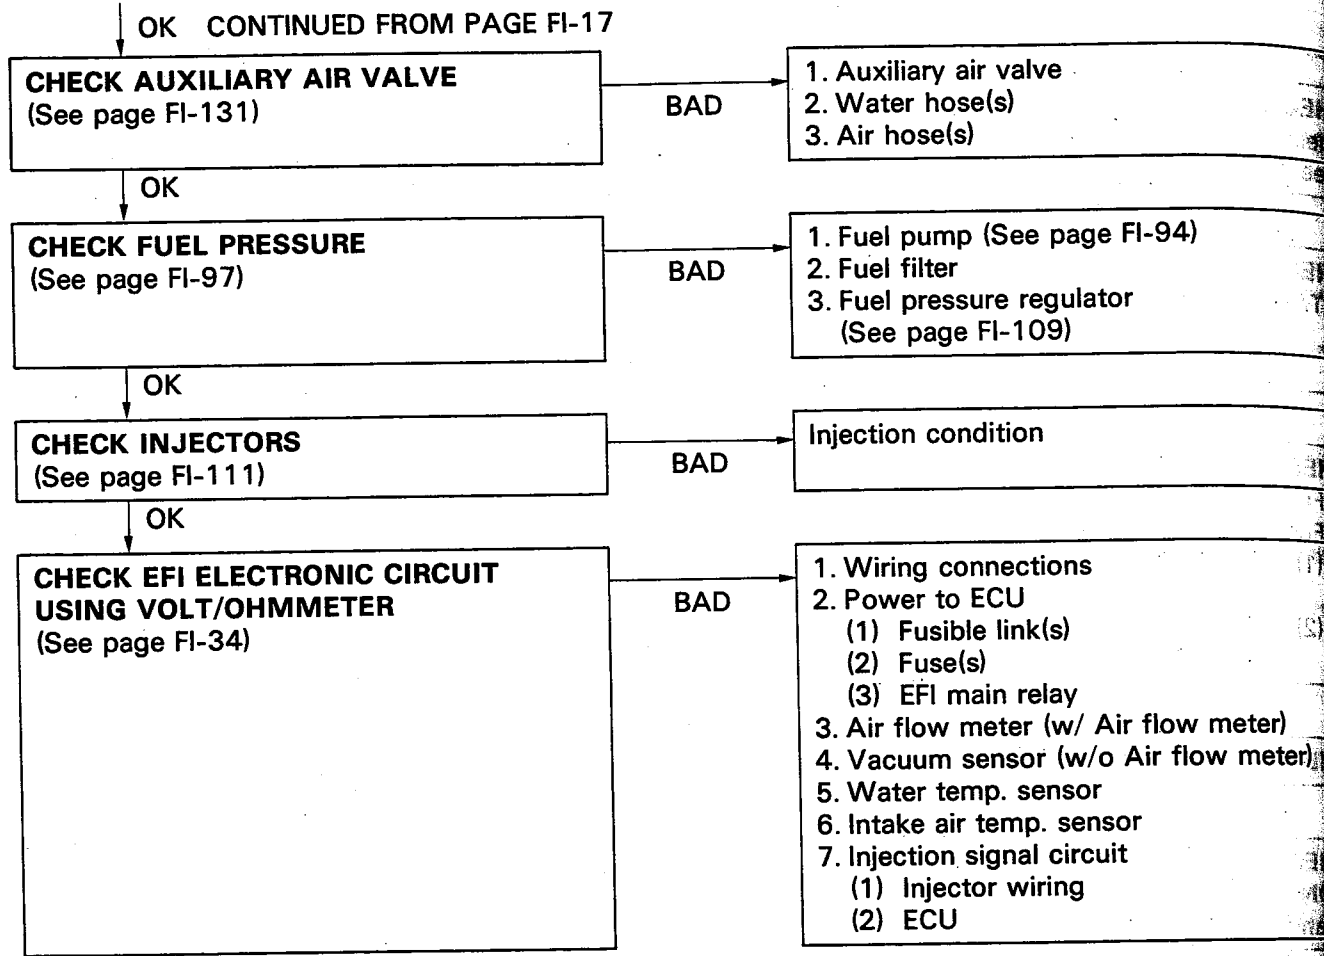 OK CONTINUED FROM PAGE FI-17
CHECK AUXILIARY AIR VALVE
(See page FI-131)
BAD
1. Auxiliary air valve
2. Water hose(s)
3. Air hose(s)
OK
CHECK FUEL PRESSURE
(See page FI-97)
BAD
1. Fuel pump (See page FI-94)
2. Fuel filter
3. Fuel pressure regulator
(See page FI-109)
OK
CHECK INJECTORS
(See page FI-111)
BAD
Injection condition
OK
CHECK EFI ELECTRONIC CIRCUIT
USING VOLT/OHMMETER
(See page FI-34)
BAD
1. Wiring connections
2. Power to ECU
(1) Fusible link(s)
(2) Fuse(s)
(3) EFI main relay
3. Air flow meter (w/ Air flow meter)
4. Vacuum sensor (w/o Air flow meter)
5. Water temp. sensor
6. Intake air temp. sensor
7. Injection signal circuit
(1) Injector wiring
(2) ECU